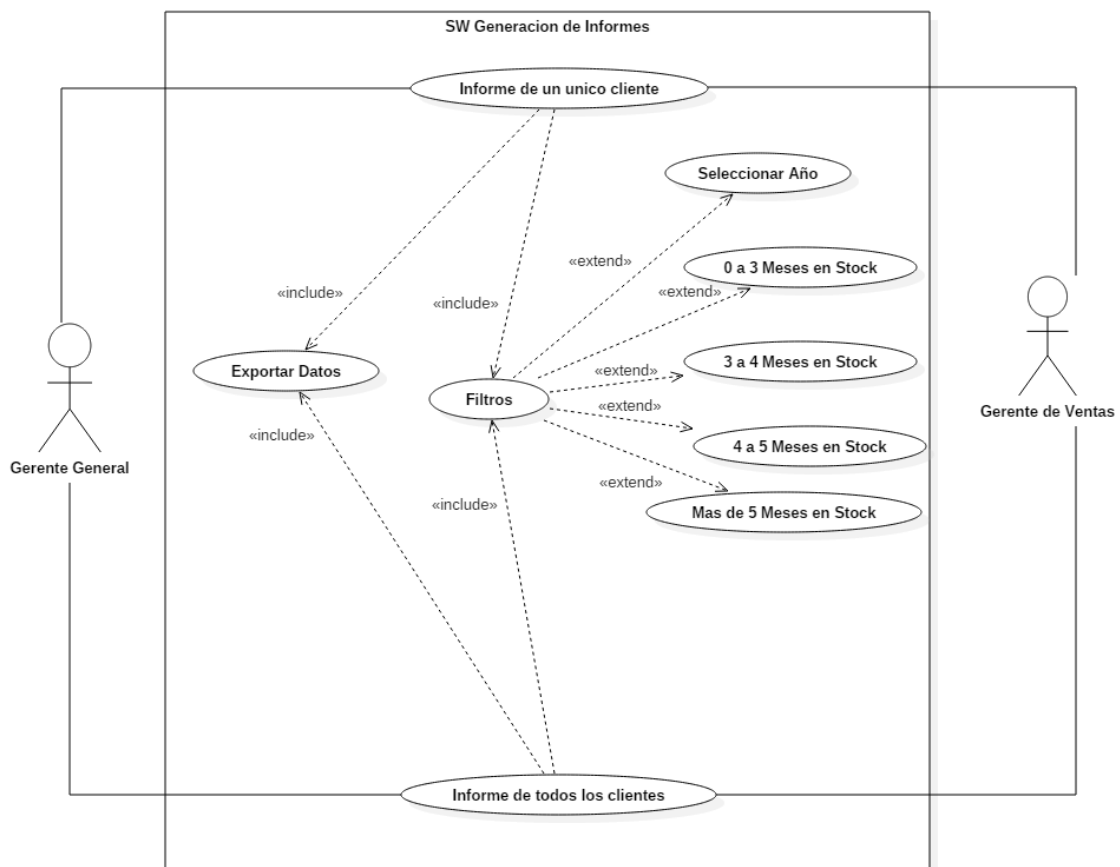 SW Generacion de Informes
Informe de un unico cliente
Seleccionar Año
«extend»
0 a 3 Meses en Stock
«include»
«extend»
«include»
3 a 4 Meses en Stock
Exportar Datos
«extend»
Filtros
«extend»
Gerente de Ventas
«include»
4 a 5 Meses en Stock
Gerente General
«extend»
«include»
Mas de 5 Meses en Stock
Informe de todos los clientes